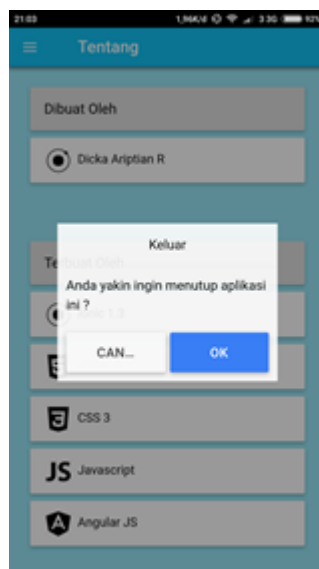 21:03
Tentang
Dibuat Oleh
Dicka Ariptian R
Keluar
Anda yakin ingin menutup aplikasi
ini ?
CAN...
OK
CSS 3
JS Javascript
Angular JS